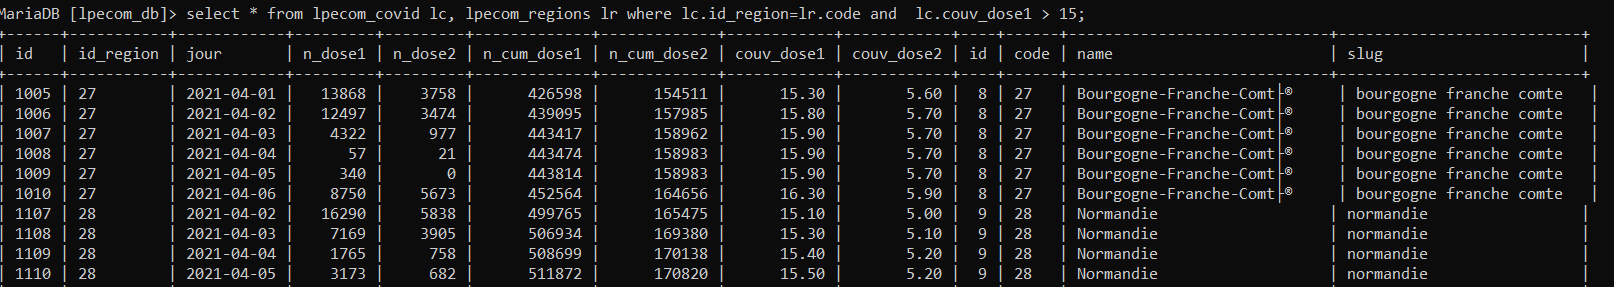 MariaDB [lpecom_db]> select * from lpecom_covid lc, lpecom_regions lr where lc.id_region=lr.code and  lc.couv_dose1 > 15;
| id   | id_region | jour       | n_dose1 | n_dose2 | n_cum_dose1 | n_cum_dose2 | couv_dose1 | couv_dose2 | id | code | name                       | slug                    |
| 1005 | 27        | 2021-04-01 |   13868 |    3758 |      426598 |      154511 |      15.30 |       5.60 |  8 | 27   | Bourgogne-Franche-Comt├®    | bourgogne franche comte |
| 1006 | 27        | 2021-04-02 |   12497 |    3474 |      439095 |      157985 |      15.80 |       5.70 |  8 | 27   | Bourgogne-Franche-Comt├®    | bourgogne franche comte |
| 1007 | 27        | 2021-04-03 |    4322 |     977 |      443417 |      158962 |      15.90 |       5.70 |  8 | 27   | Bourgogne-Franche-Comt├®    | bourgogne franche comte |
| 1008 | 27        | 2021-04-04 |      57 |      21 |      443474 |      158983 |      15.90 |       5.70 |  8 | 27   | Bourgogne-Franche-Comt├®    | bourgogne franche comte |
| 1009 | 27        | 2021-04-05 |     340 |       0 |      443814 |      158983 |      15.90 |       5.70 |  8 | 27   | Bourgogne-Franche-Comt├®    | bourgogne franche comte |
| 1010 | 27        | 2021-04-06 |    8750 |    5673 |      452564 |      164656 |      16.30 |       5.90 |  8 | 27   | Bourgogne-Franche-Comt├®    | bourgogne franche comte |
| 1107 | 28        | 2021-04-02 |   16290 |    5838 |      499765 |      165475 |      15.10 |       5.00 |  9 | 28   | Normandie                  | normandie               |
| 1108 | 28        | 2021-04-03 |    7169 |    3905 |      506934 |      169380 |      15.30 |       5.10 |  9 | 28   | Normandie                  | normandie               |
| 1109 | 28        | 2021-04-04 |    1765 |     758 |      508699 |      170138 |      15.40 |       5.20 |  9 | 28   | Normandie                  | normandie               |
| 1110 | 28        | 2021-04-05 |    3173 |     682 |      511872 |      170820 |      15.50 |       5.20 |  9 | 28   | Normandie                  | normandie               |